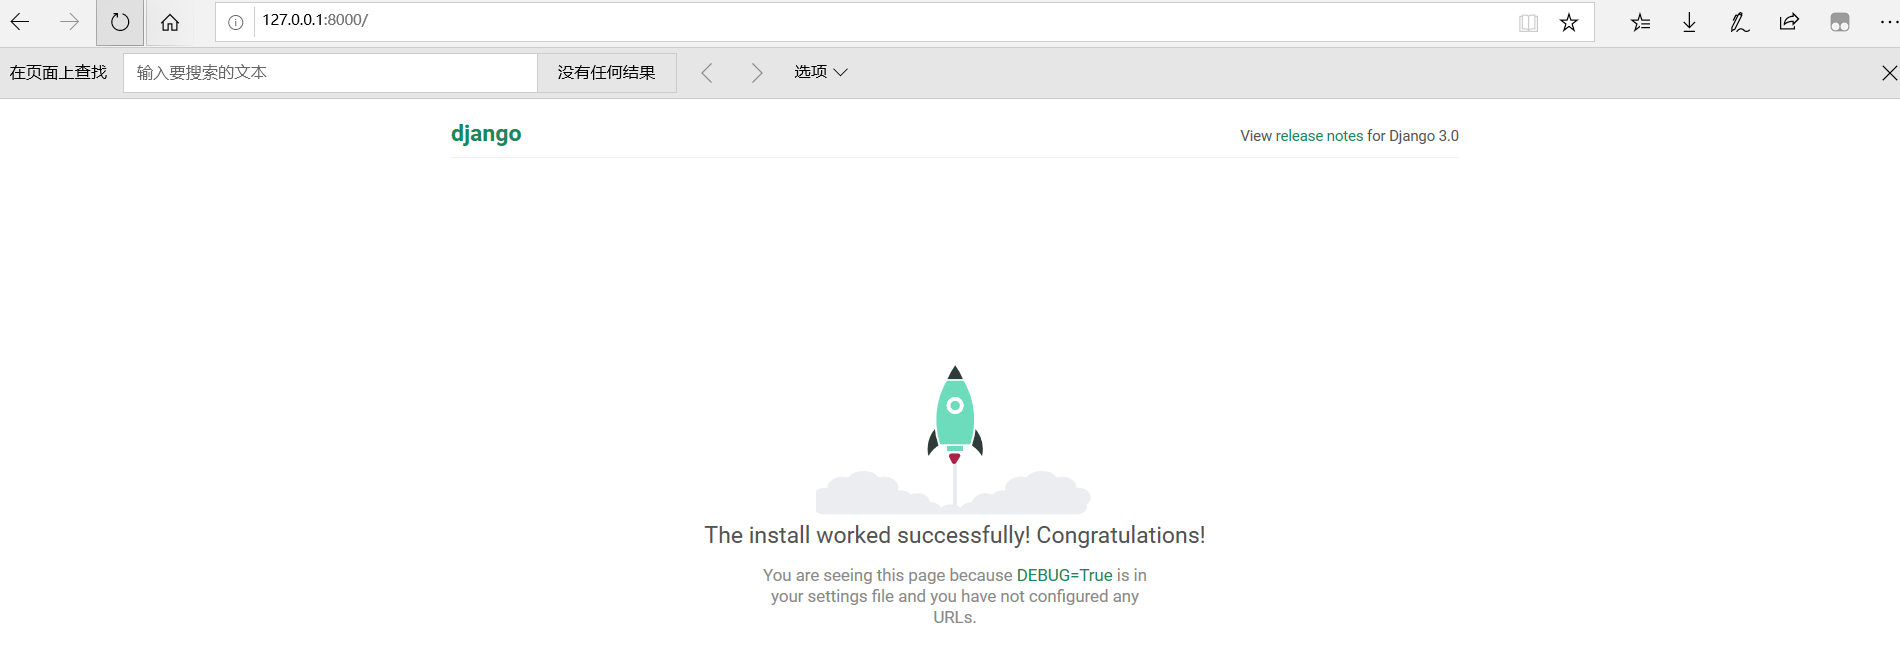 127.0.0.1:8000/
在页面上查找 输入要搜索的文本 没有任何结果 选项
django View release notes for Django 3.0
The install worked successfully! Congratulations!
You are seeing this page because DEBUG=True is in
your settings file and you have not configured any
URLs.